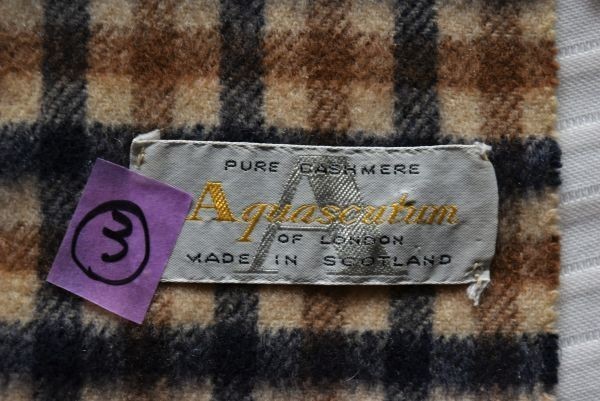 PURE CASHMERE
Aquascutum
OF LONDON
MADE IN SCOTLAND
3